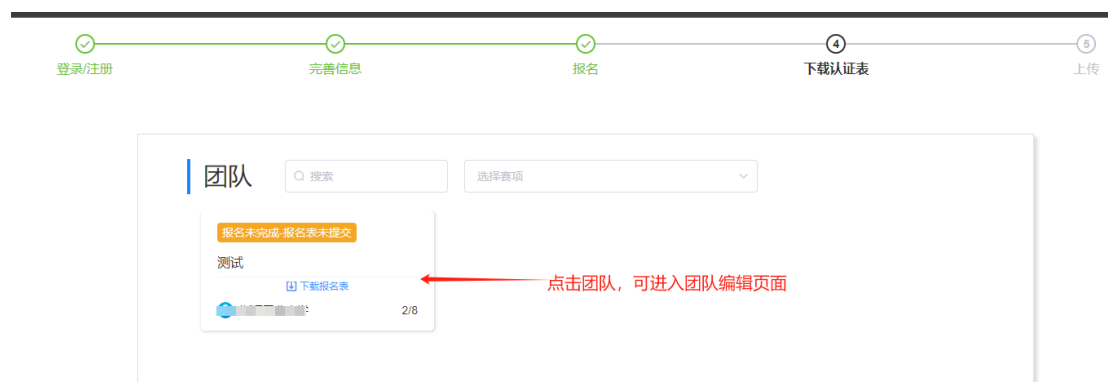 4
5
登录/注册
完善信息
报名
下载认证表
上传
团队
搜索
选择赛项
报名未完成-报名表未提交
测试
下载报名表
点击团队，可进入团队编辑页面
2/8